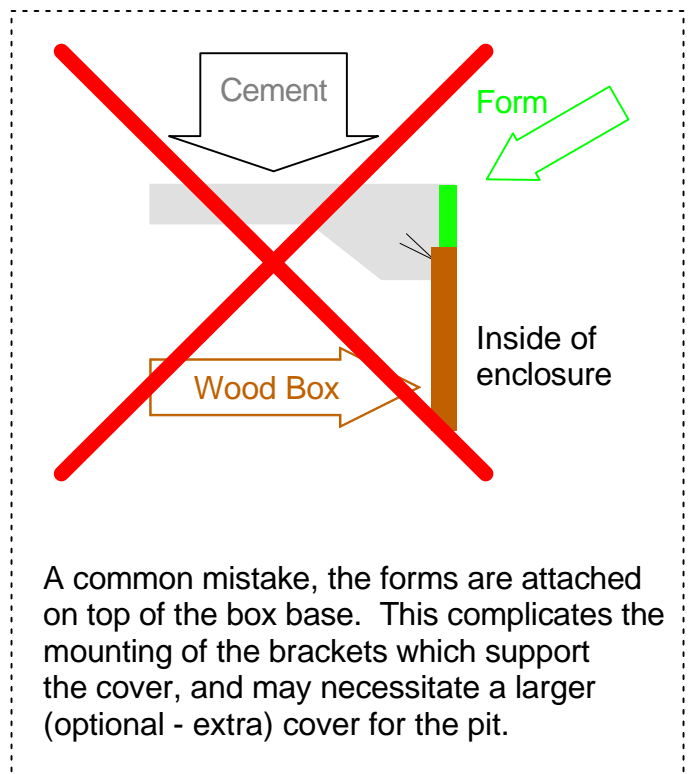 Cement
Form
Inside of
enclosure
Wood Box
A common mistake, the forms are attached
on top of the box base.  This complicates the
mounting of the brackets which support
the cover, and may necessitate a larger
(optional - extra) cover for the pit.